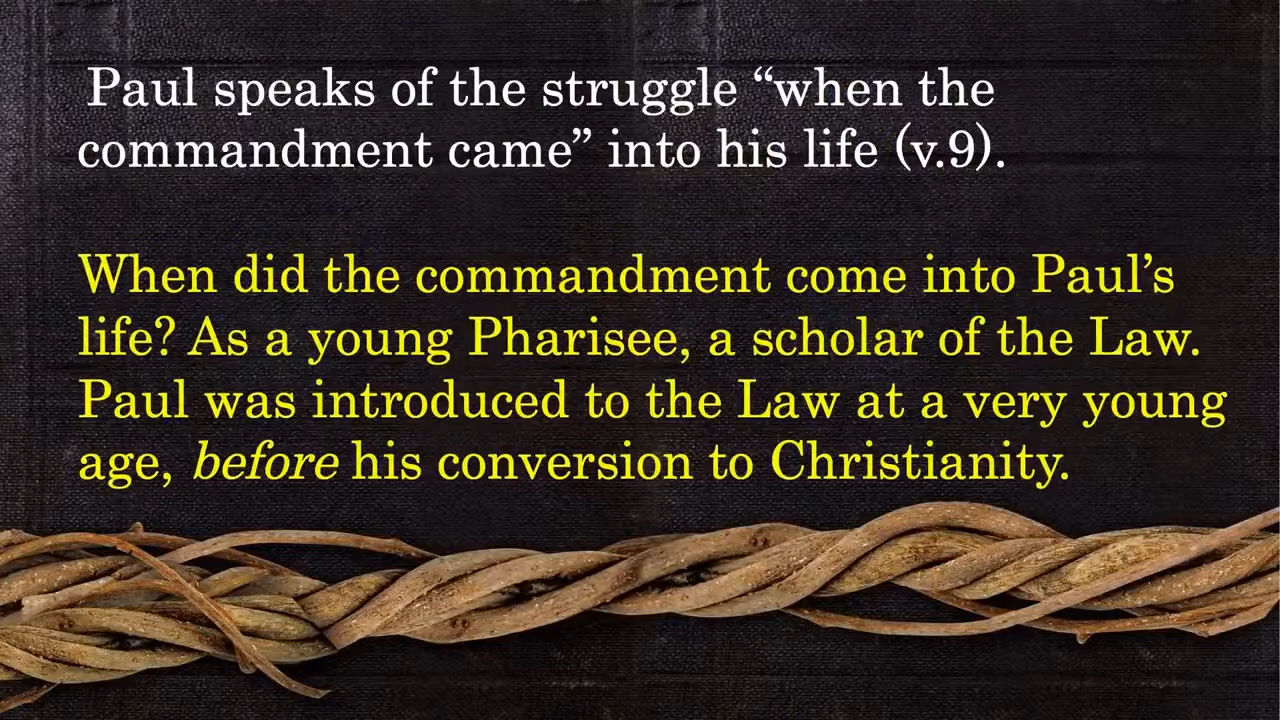 Paul speaks of the struggle “when the
commandment came” into his life (v.9).
When did the commandment come into Paul’s
life? As a young Pharisee, a scholar of the Law.
Paul was introduced to the Law at a very young
age, before his conversion to Christianity.